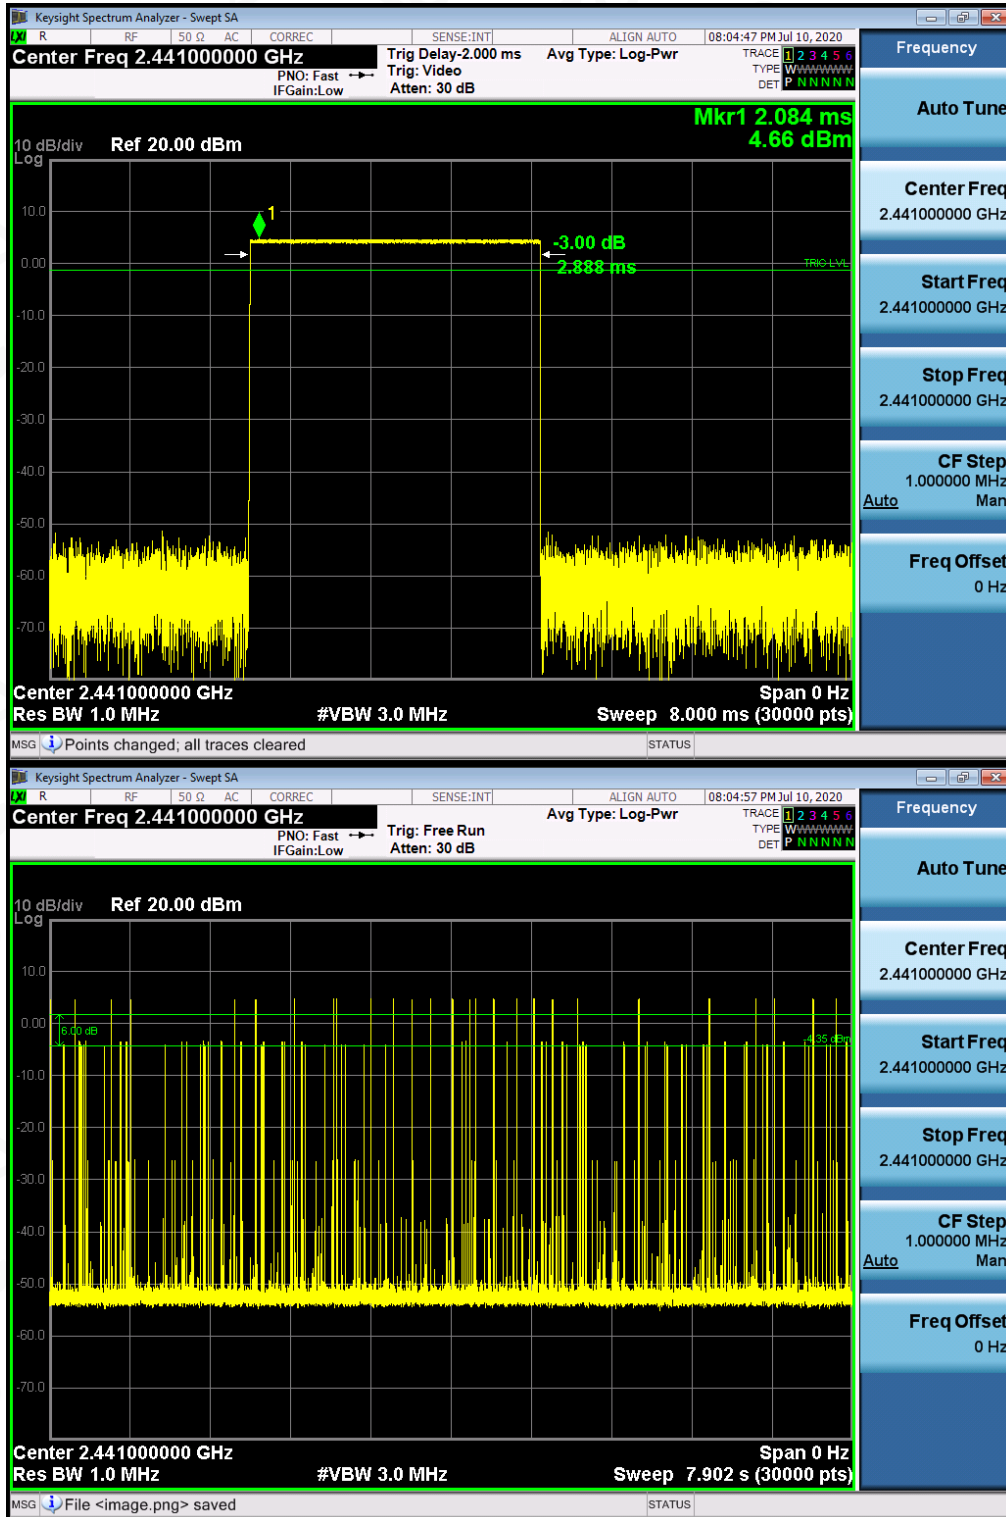 Keysight Spectrum Analyzer - Swept SA
LXI R RF 50 Ω AC CORREC SENSE:INT ALIGN AUTO 08:04:47 PM Jul 10, 2020
Center Freq 2.441000000 GHz
PNO: Fast
IFGain:Low
Trig Delay-2.000 ms
Trig: Video
Atten: 30 dB
Avg Type: Log-Pwr
TRACE 1 2 3 4 5 6
TYPE WWWWWW
DET P N N N N N
Mkr1 2.084 ms
4.66 dBm
10 dB/div Ref 20.00 dBm
Log
10.0
0.00
-10.0
-20.0
-30.0
-40.0
-50.0
-60.0
-70.0
1
-3.00 dB
2.888 ms
TRIG LVL
Center 2.441000000 GHz Span 0 Hz
Res BW 1.0 MHz #VBW 3.0 MHz Sweep 8.000 ms (30000 pts)
MSG Points changed; all traces cleared STATUS
Frequency
Auto Tune
Center Freq
2.441000000 GHz
Start Freq
2.441000000 GHz
Stop Freq
2.441000000 GHz
CF Step
1.000000 MHz
Auto Man
Freq Offset
0 Hz
Keysight Spectrum Analyzer - Swept SA
LXI R RF 50 Ω AC CORREC SENSE:INT ALIGN AUTO 08:04:57 PM Jul 10, 2020
Center Freq 2.441000000 GHz
PNO: Fast
IFGain:Low
Trig: Free Run
Atten: 30 dB
Avg Type: Log-Pwr
TRACE 1 2 3 4 5 6
TYPE WWWWWW
DET P N N N N N
10 dB/div Ref 20.00 dBm
Log
10.0
0.00
-10.0
-20.0
-30.0
-40.0
-50.0
-60.0
-70.0
6.00 dB
-4.35 dBm
Center 2.441000000 GHz Span 0 Hz
Res BW 1.0 MHz #VBW 3.0 MHz Sweep 7.902 s (30000 pts)
MSG File <image.png> saved STATUS
Frequency
Auto Tune
Center Freq
2.441000000 GHz
Start Freq
2.441000000 GHz
Stop Freq
2.441000000 GHz
CF Step
1.000000 MHz
Auto Man
Freq Offset
0 Hz